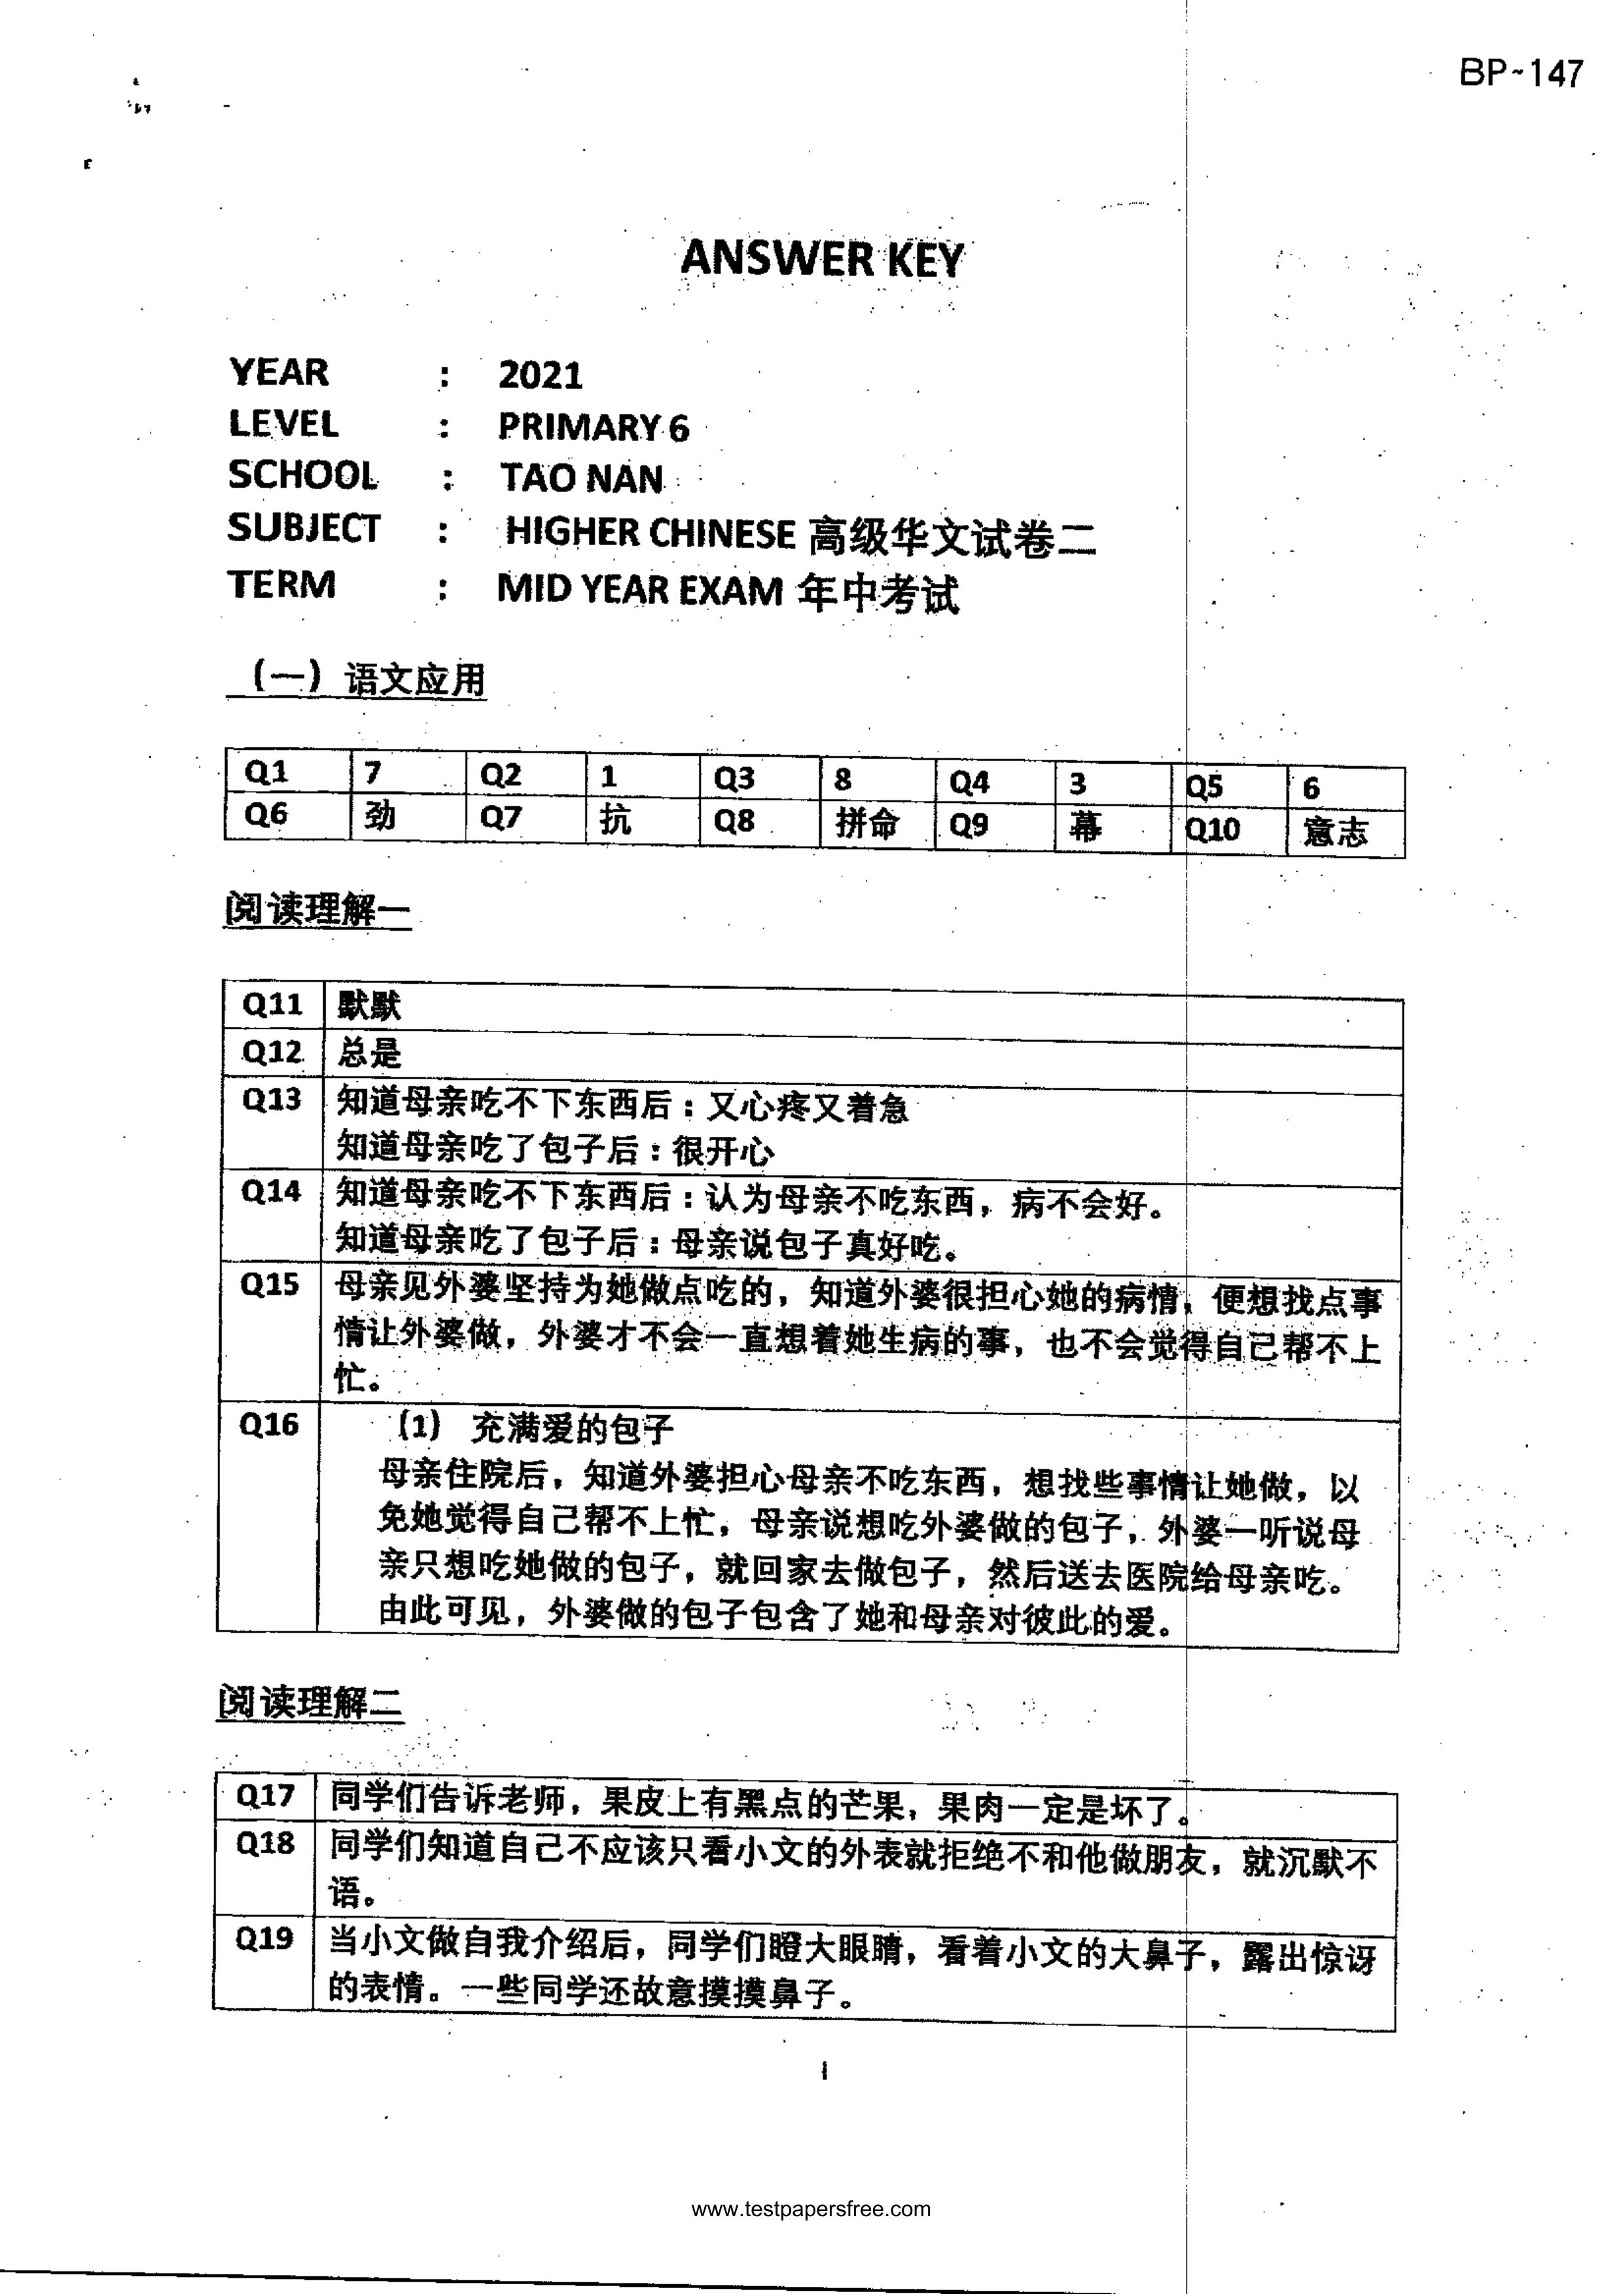 BP~147
ANSWER KEY
YEAR : 2021
LEVEL : PRIMARY 6
SCHOOL : TAO NAN
SUBJECT : HIGHER CHINESE 高级华文试卷二
TERM : MID YEAR EXAM 年中考试
(一) 语文应用
Q1 7 Q2 1 Q3 8 Q4 3 Q5 6
Q6 劲 Q7 抗 Q8 拼命 Q9 幕 Q10 意志
阅读理解一
Q11 默默
Q12 总是
Q13 知道母亲吃不下东西后：又心疼又着急
知道母亲吃了包子后：很开心
Q14 知道母亲吃不下东西后：认为母亲不吃东西，病不会好。
知道母亲吃了包子后：母亲说包子真好吃。
Q15 母亲见外婆坚持为她做点吃的，知道外婆很担心她的病情，便想找点事
情让外婆做，外婆才不会一直想着她生病的事，也不会觉得自己帮不上
忙。
Q16 (1) 充满爱的包子
母亲住院后，知道外婆担心母亲不吃东西，想找些事情让她做，以
免她觉得自己帮不上忙，母亲说想吃外婆做的包子，外婆一听说母
亲只想吃她做的包子，就回家去做包子，然后送去医院给母亲吃。
由此可见，外婆做的包子包含了她和母亲对彼此的爱。
阅读理解二
Q17 同学们告诉老师，果皮上有黑点的芒果，果肉一定是坏了。
Q18 同学们知道自己不应该只看小文的外表就拒绝不和他做朋友，就沉默不
语。
Q19 当小文做自我介绍后，同学们瞪大眼睛，看着小文的大鼻子，露出惊讶
的表情。一些同学还故意摸摸鼻子。
1
www.testpapersfree.com